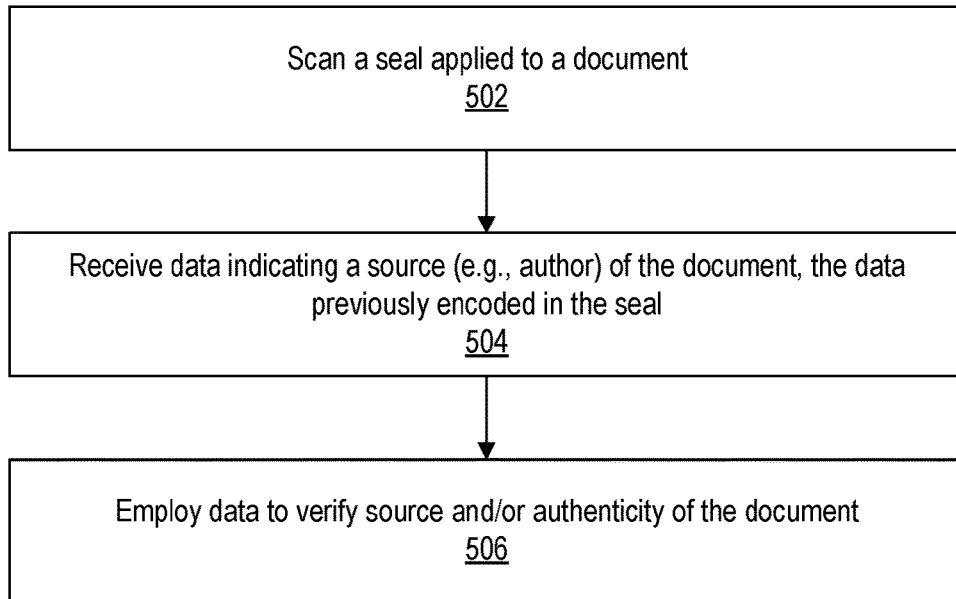 Scan a seal applied to a document
502
Receive data indicating a source (e.g., author) of the document, the data
previously encoded in the seal
504
Employ data to verify source and/or authenticity of the document
506